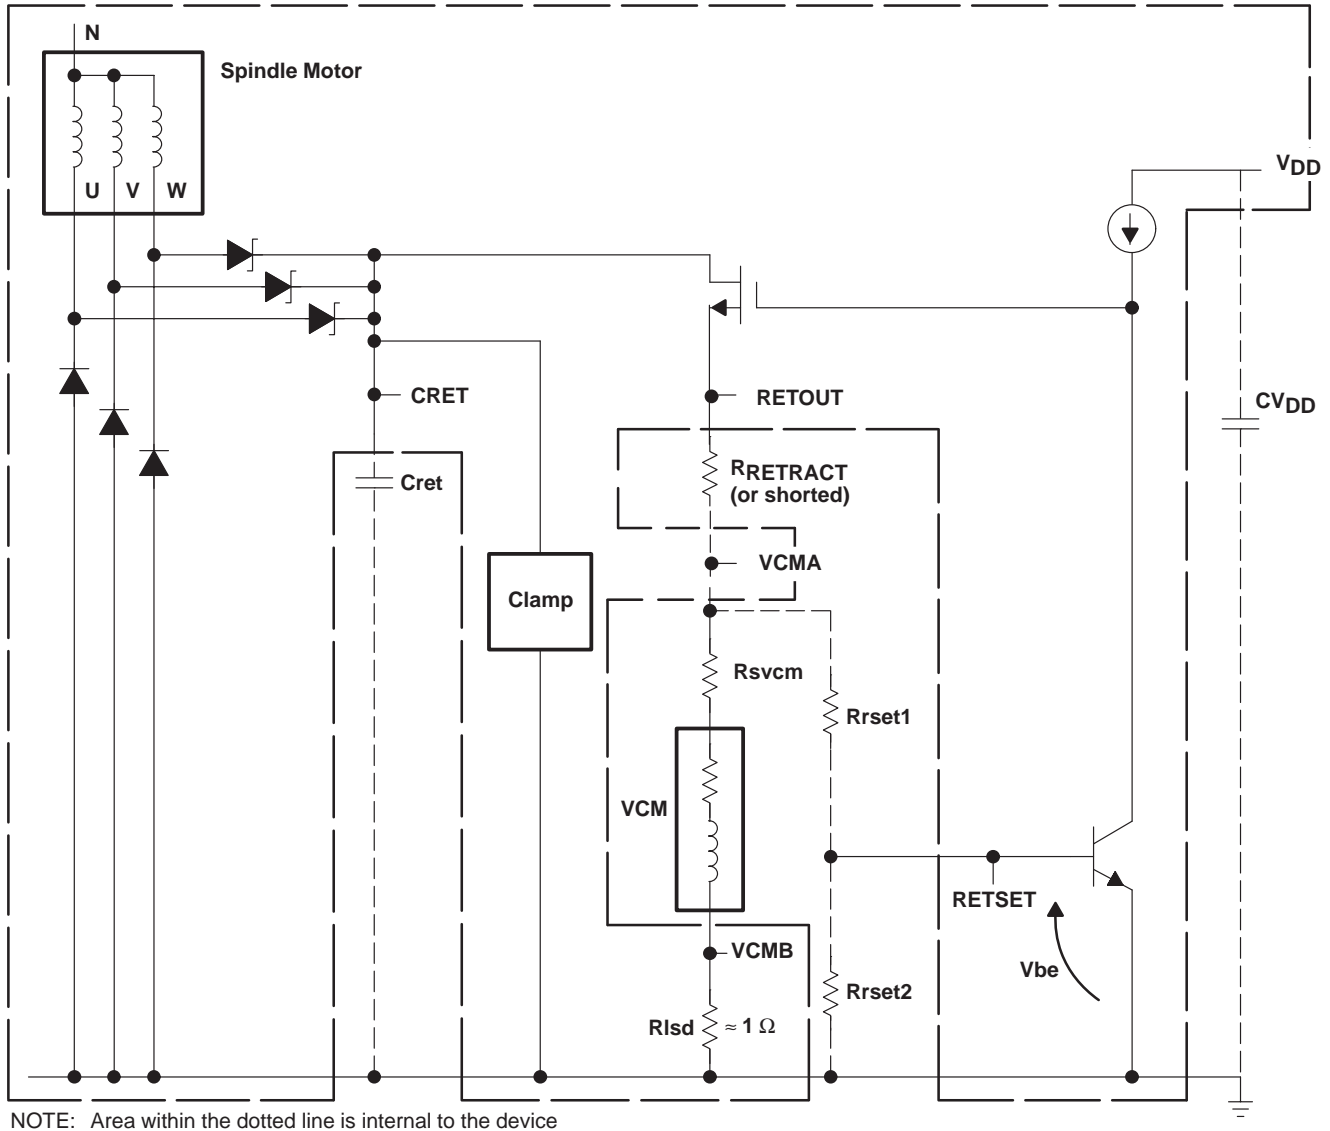 N
Spindle Motor
U V W
VDD
CRET
RETOUT
CVDD
Cret
RRETRACT
(or shorted)
VCMA
Clamp
Rsvcm
Rrset1
VCM
RETSET
VCMB
Vbe
Rrset2
Rlsd ≈ 1 Ω
NOTE: Area within the dotted line is internal to the device